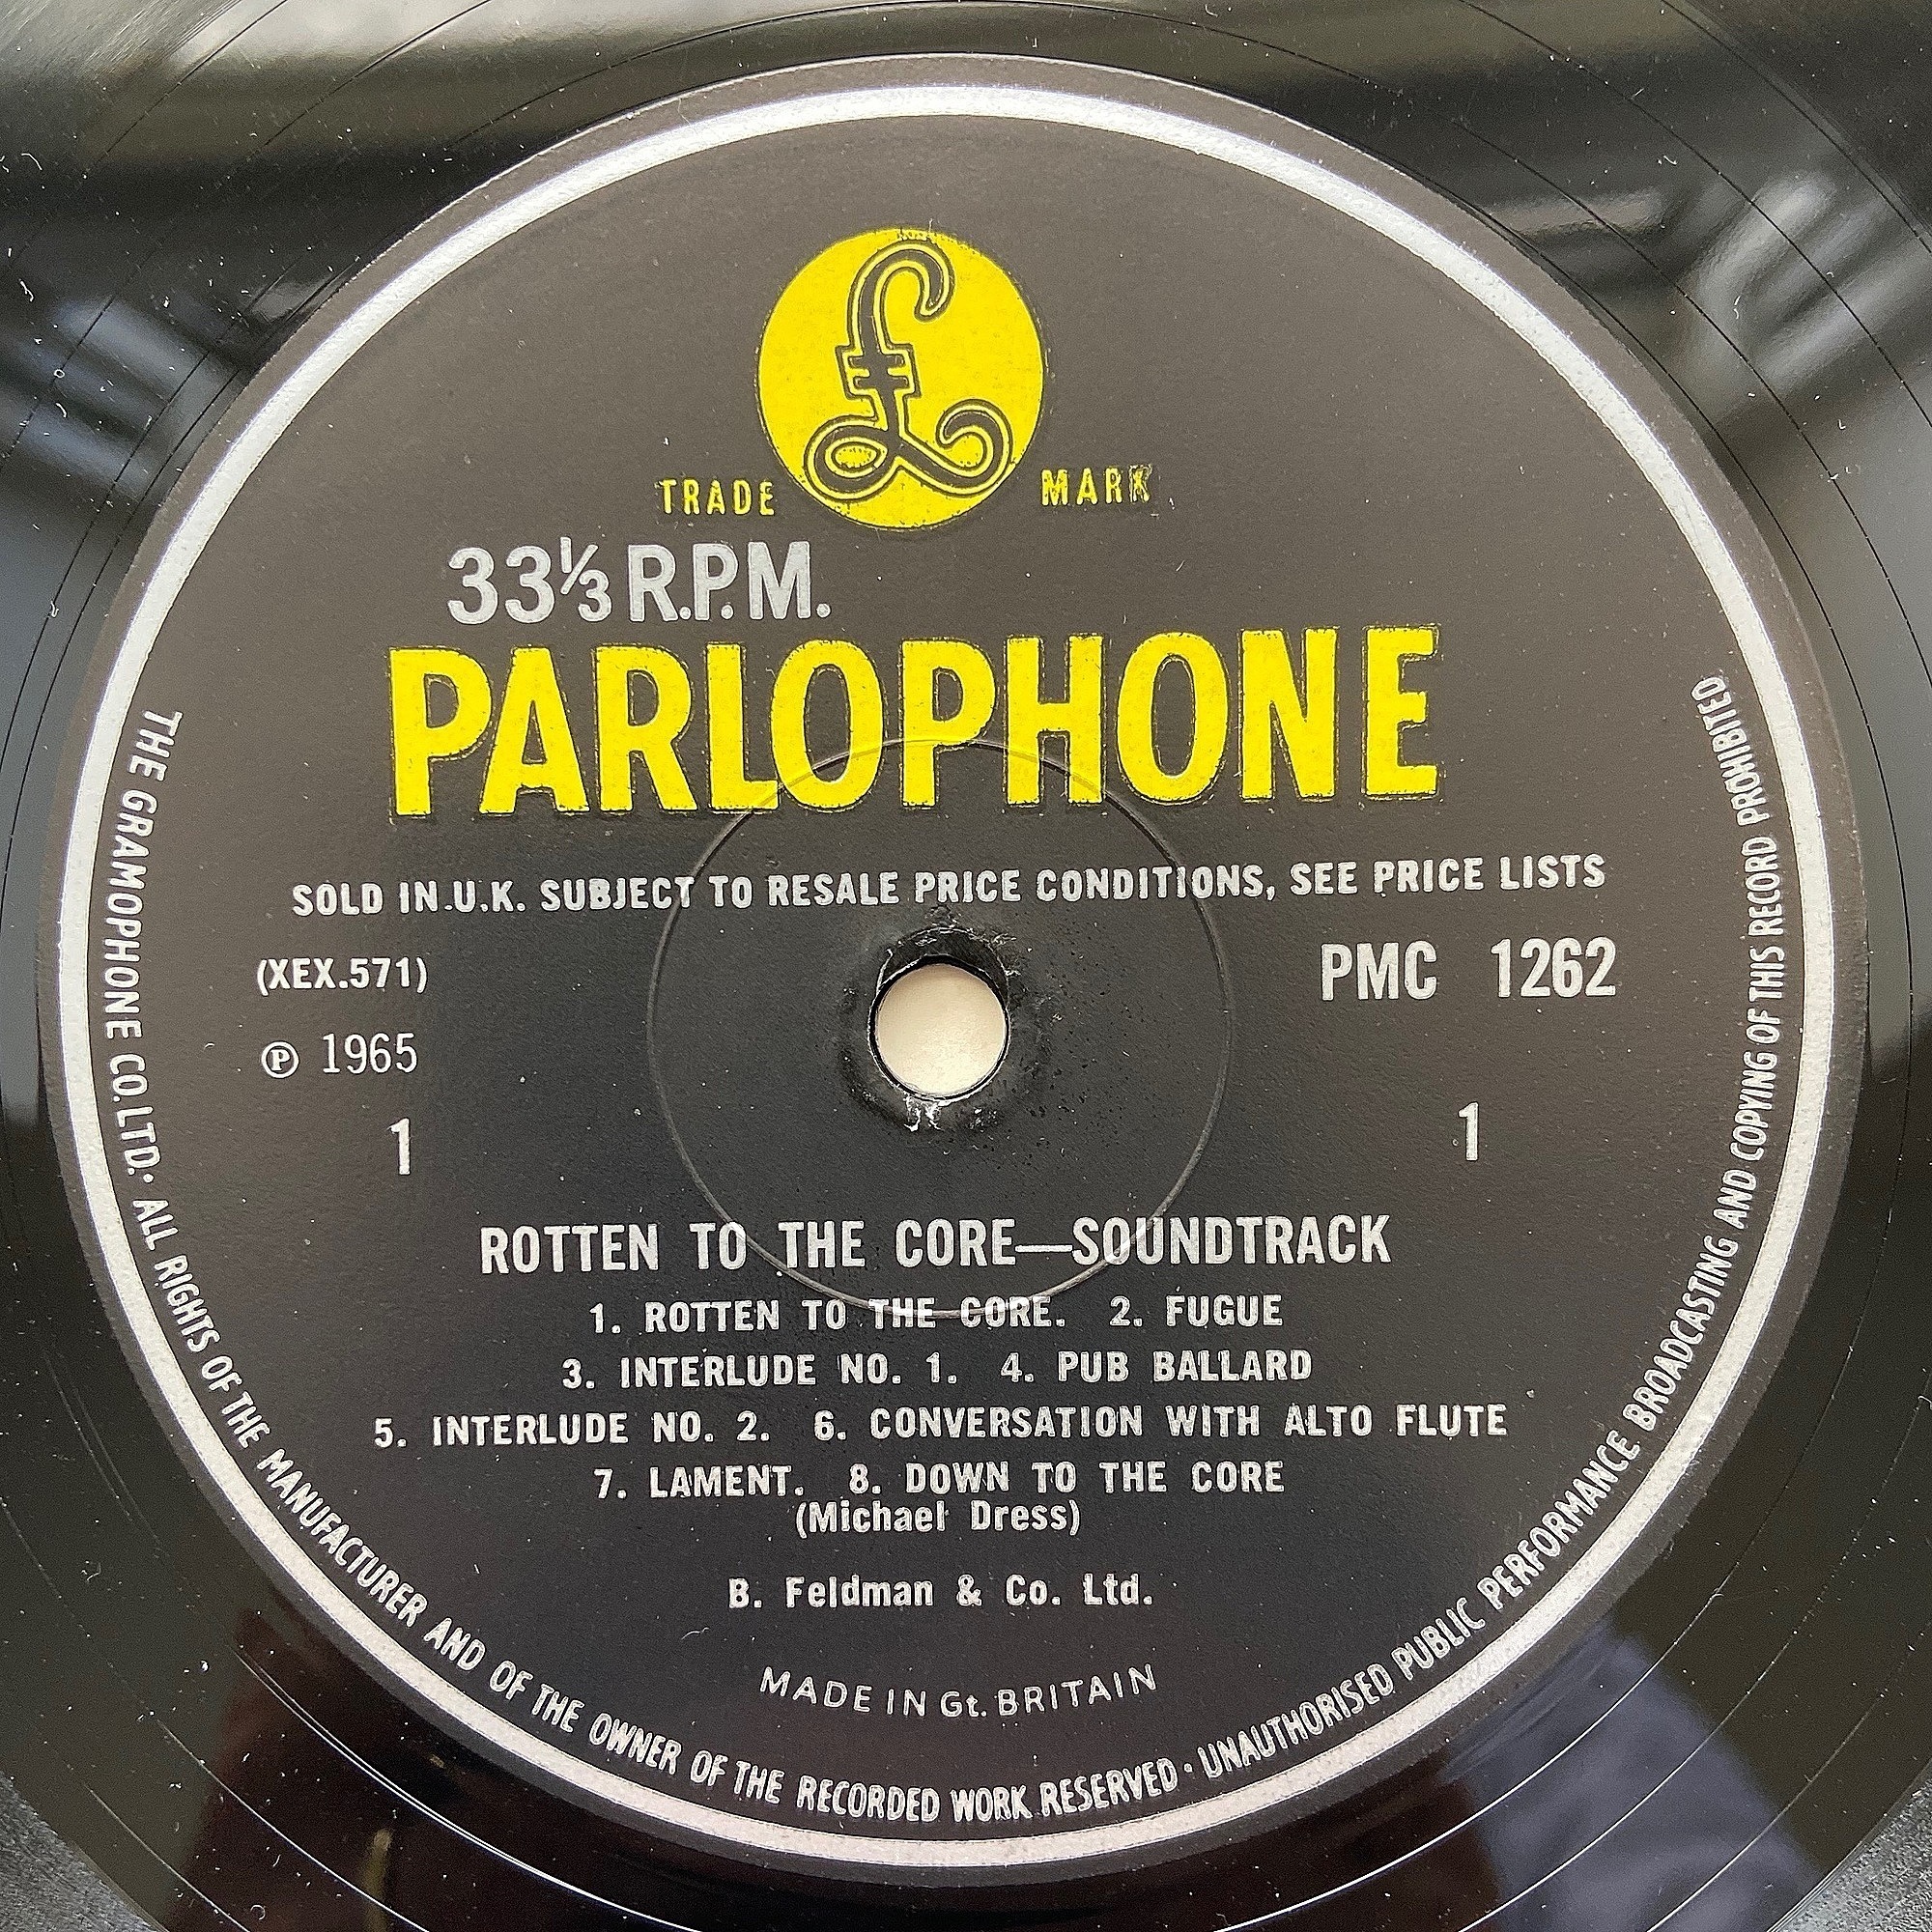 £
TRADE MARK
33⅓ R.P.M.
PARLOPHONE
SOLD IN.U.K. SUBJECT TO RESALE PRICE CONDITIONS, SEE PRICE LISTS
(XEX.571) PMC 1262
℗ 1965
1 1
ROTTEN TO THE CORE—SOUNDTRACK
1. ROTTEN TO THE CORE. 2. FUGUE
3. INTERLUDE NO. 1. 4. PUB BALLARD
5. INTERLUDE NO. 2. 6. CONVERSATION WITH ALTO FLUTE
7. LAMENT. 8. DOWN TO THE CORE
(Michael Dress)
B. Feldman & Co. Ltd.
MADE IN Gt. BRITAIN
THE GRAMOPHONE CO. LTD. · ALL RIGHTS OF THE MANUFACTURER AND OF THE OWNER OF THE RECORDED WORK RESERVED · UNAUTHORISED PUBLIC PERFORMANCE BROADCASTING AND COPYING OF THIS RECORD PROHIBITED